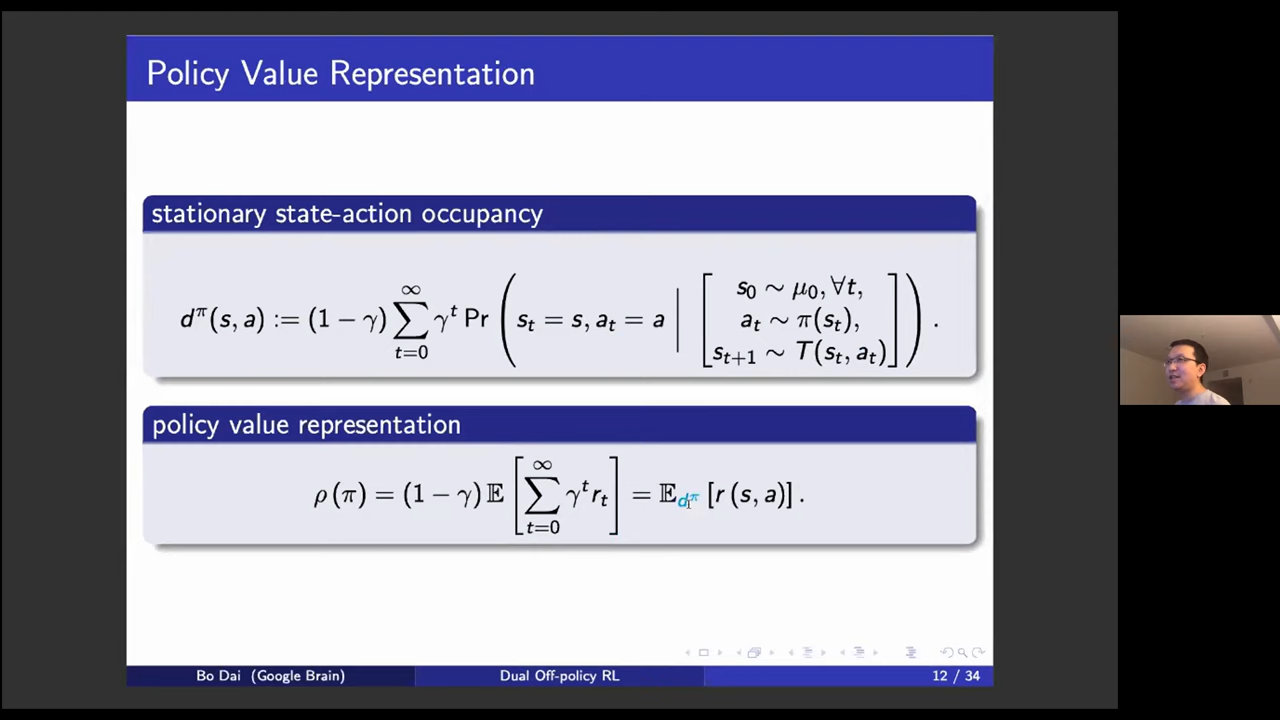 Policy Value Representation
stationary state-action occupancy
d^π(s, a) := (1 − γ) ∑_{t=0}^{∞} γ^t Pr ( s_t = s, a_t = a | [ s_0 ∼ μ_0, ∀t, a_t ∼ π(s_t), s_{t+1} ∼ T(s_t, a_t) ] ) .
policy value representation
ρ (π) = (1 − γ) 𝔼 [ ∑_{t=0}^{∞} γ^t r_t ] = 𝔼_{d^π} [r (s, a)] .
Bo Dai (Google Brain) Dual Off-policy RL 12 / 34